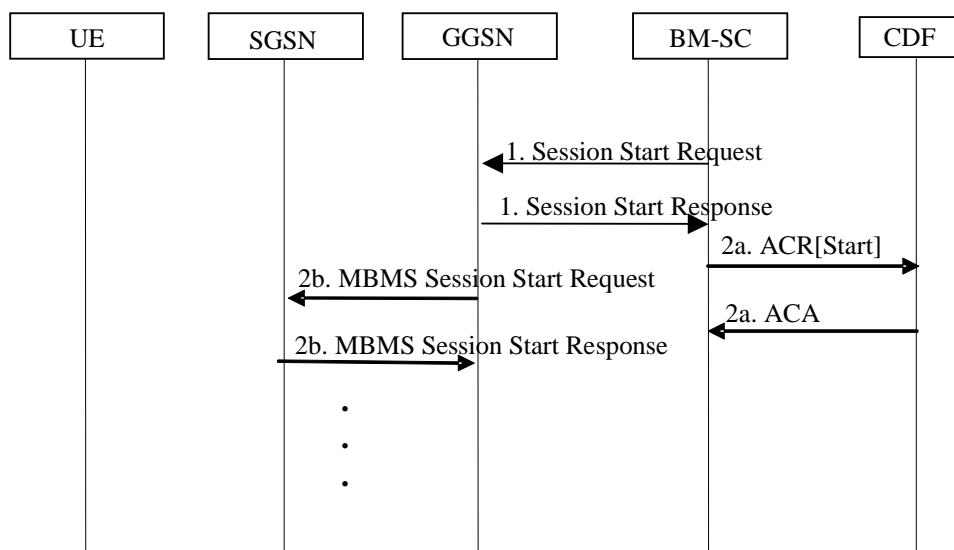 UE
SGSN
GGSN
BM-SC
CDF
1. Session Start Request
1. Session Start Response
2a. ACR[Start]
2b. MBMS Session Start Request
2a. ACA
2b. MBMS Session Start Response